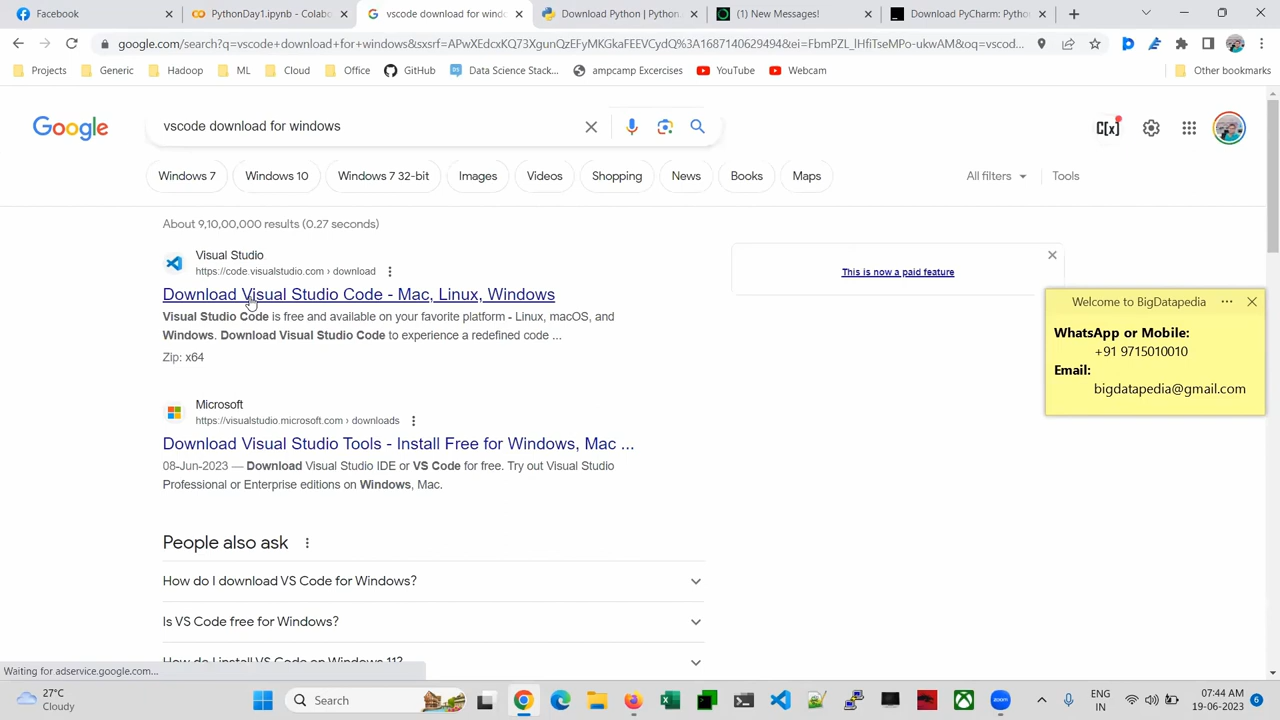 Facebook
PythonDay1.ipynb - Colab
vscode download for wind
Download Python | Python.
(1) New Messages!
Download PyCharm: Pytho
google.com/search?q=vscode+download+for+windows&
Projects
Generic
Hadoop
ML
Cloud
Office
GitHub
Data Science Stack...
ampcamp Excercises
YouTube
Webcam
Other bookmarks
Google
vscode download for windows
C[x]
Windows 7
Windows 10
Windows 7 32-bit
Images
Videos
Shopping
News
Books
Maps
All filters
Tools
About 9,10,00,000 results (0.27 seconds)
Visual Studio
https://code.visualstudio.com › download
Download Visual Studio Code - Mac, Linux, Windows
Visual Studio Code is free and available on your favorite platform - Linux, macOS, and
Windows. Download Visual Studio Code to experience a redefined code ...
Zip: x64
This is now a paid feature
Welcome to BigDatapedia
WhatsApp or Mobile:
+91 9715010010
Email:
bigdatapedia@gmail.com
Microsoft
https://visualstudio.microsoft.com › downloads
Download Visual Studio Tools - Install Free for Windows, Mac ...
08-Jun-2023 — Download Visual Studio IDE or VS Code for free. Try out Visual Studio
Professional or Enterprise editions on Windows, Mac.
People also ask
How do I download VS Code for Windows?
Is VS Code free for Windows?
How do I install VS Code on Windows 11?
Waiting for adservice.google.com...
27°C
Cloudy
Search
ENG
IN
07:44 AM
19-06-2023
6